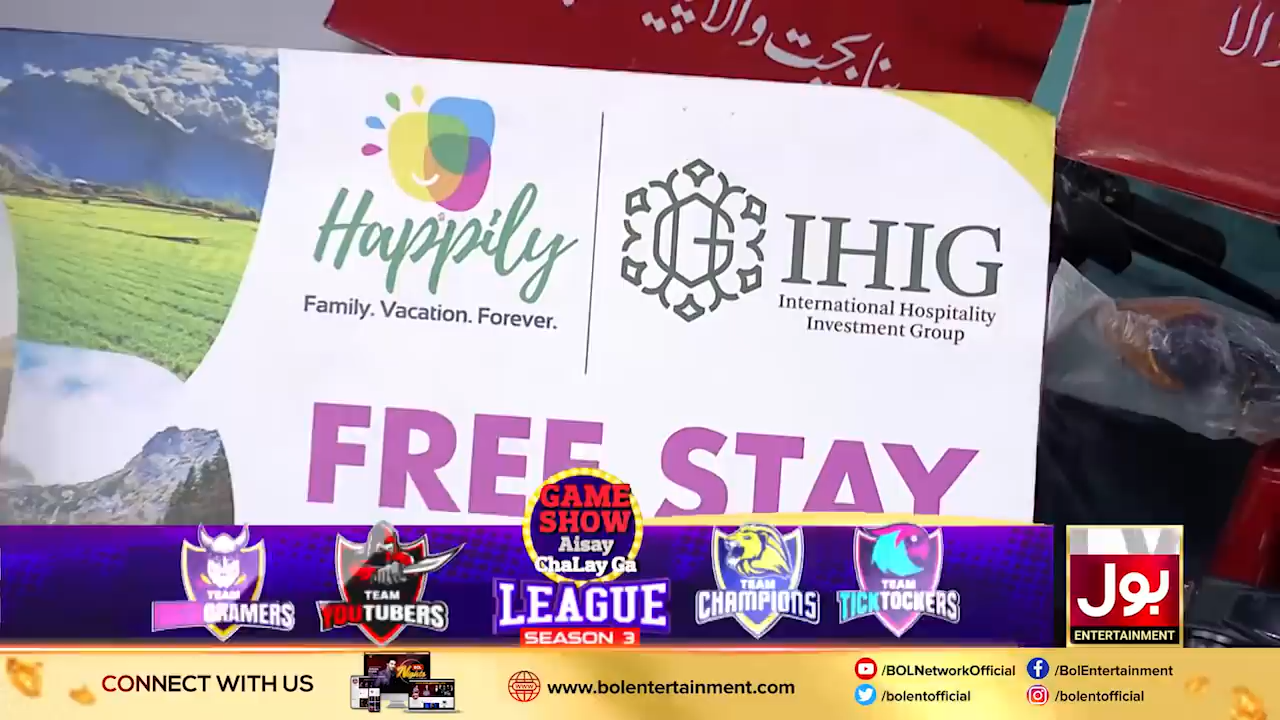 والا
Happily
Family. Vacation. Forever.
IHIG
International Hospitality
Investment Group
FREE STAY
GAME
SHOW
Aisay
ChaLay Ga
LEAGUE
SEASON 3
TEAM
GRAMERS
TEAM
YOUTUBERS
TEAM
CHAMPIONS
TEAM
TICKTOCKERS
بول
ENTERTAINMENT
CONNECT WITH US
www.bolentertainment.com
/BOLNetworkOfficial
/BolEntertainment
/bolentofficial
/bolentofficial